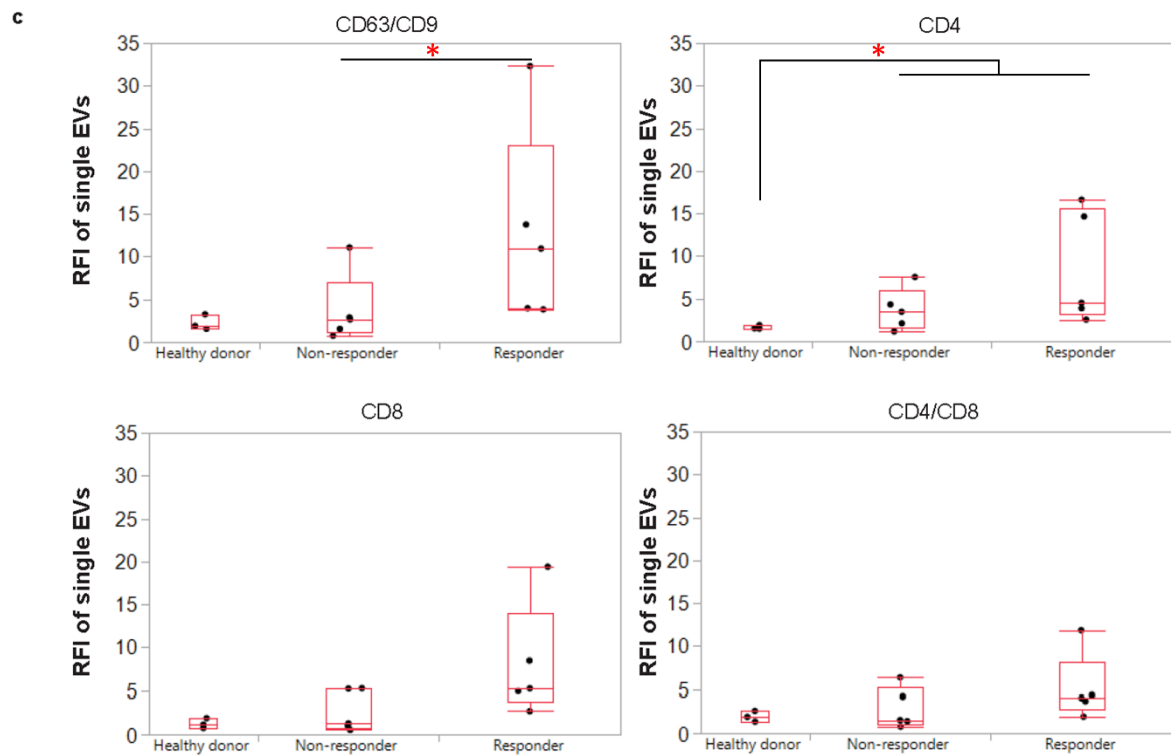 c
CD63/CD9
RFI of single EVs
35
30
25
20
15
10
5
0
*
Healthy donor
Non-responder
Responder
CD4
RFI of single EVs
35
30
25
20
15
10
5
0
*
Healthy donor
Non-responder
Responder
CD8
RFI of single EVs
35
30
25
20
15
10
5
0
Healthy donor
Non-responder
Responder
CD4/CD8
RFI of single EVs
35
30
25
20
15
10
5
0
Healthy donor
Non-responder
Responder